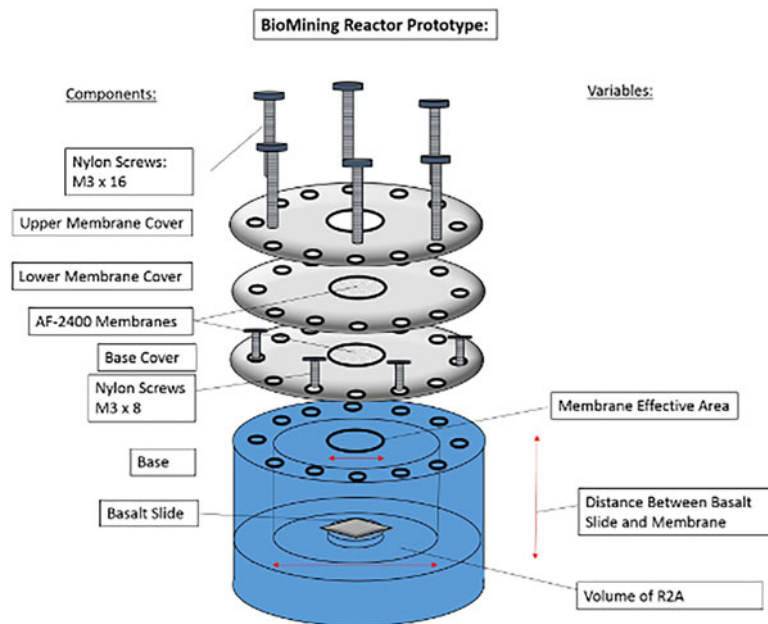 BioMining Reactor Prototype:
Components:
Variables:
Nylon Screws:
M3 x 16
Upper Membrane Cover
Lower Membrane Cover
AF-2400 Membranes
Base Cover
Nylon Screws
M3 x 8
Membrane Effective Area
Base
Distance Between Basalt
Slide and Membrane
Basalt Slide
Volume of R2A